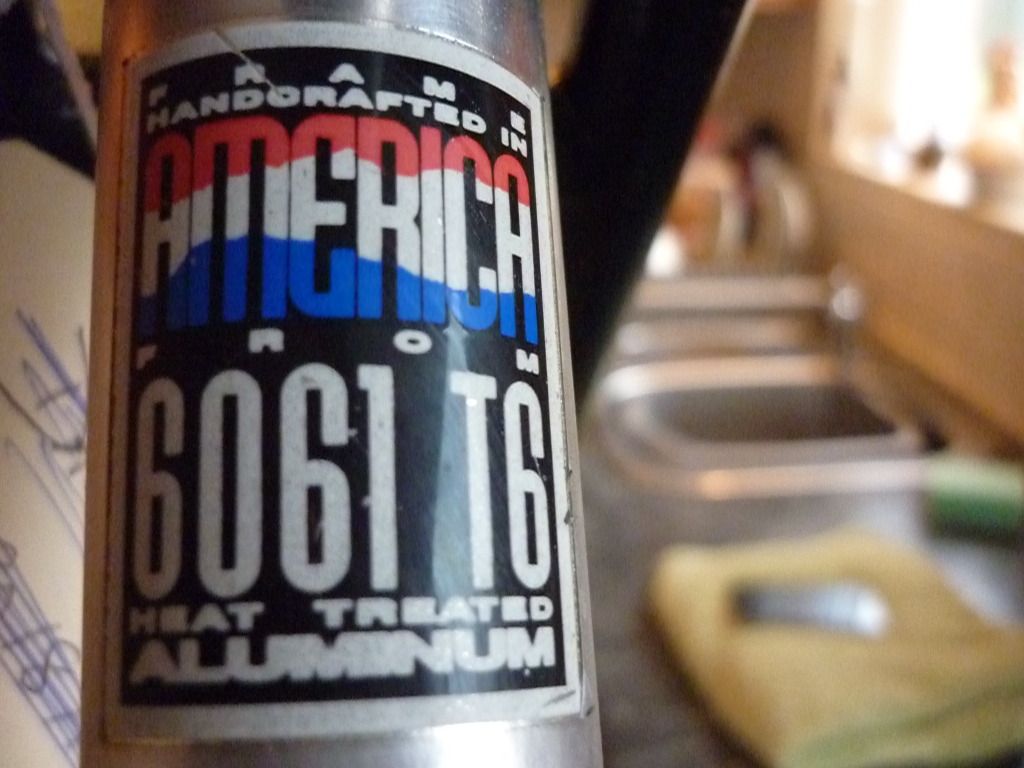 FRAME
HANDCRAFTED IN
AMERICA
FROM
6061 T6
HEAT TREATED
ALUMINUM